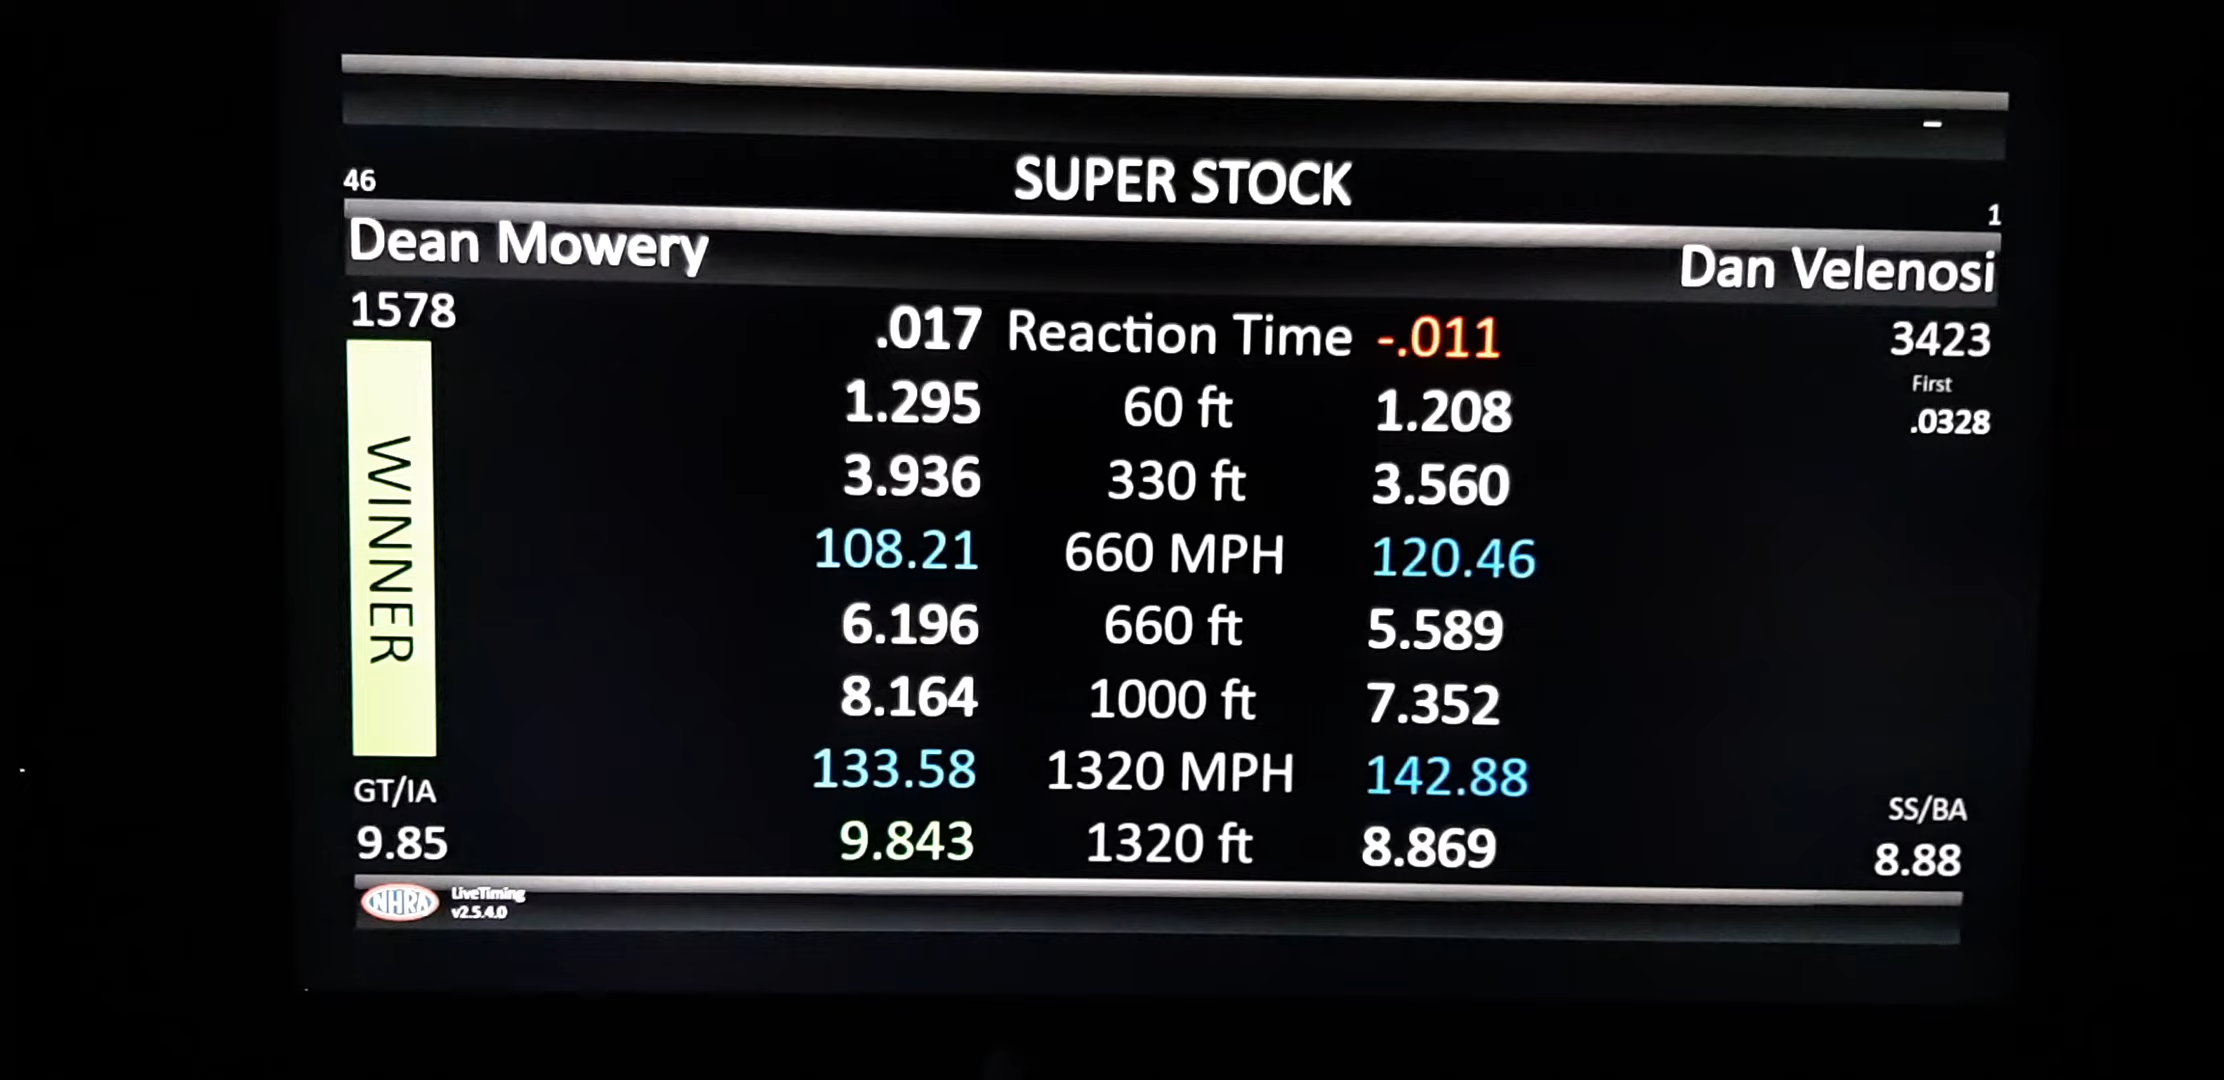 –
46 SUPER STOCK 1
Dean Mowery Dan Velenosi
1578 .017 Reaction Time -.011 3423
First
1.295 60 ft 1.208 .0328
3.936 330 ft 3.560
108.21 660 MPH 120.46
WINNER
6.196 660 ft 5.589
8.164 1000 ft 7.352
133.58 1320 MPH 142.88
GT/IA SS/BA
9.85 9.843 1320 ft 8.869 8.88
NHRA LiveTiming
v2.5.4.0